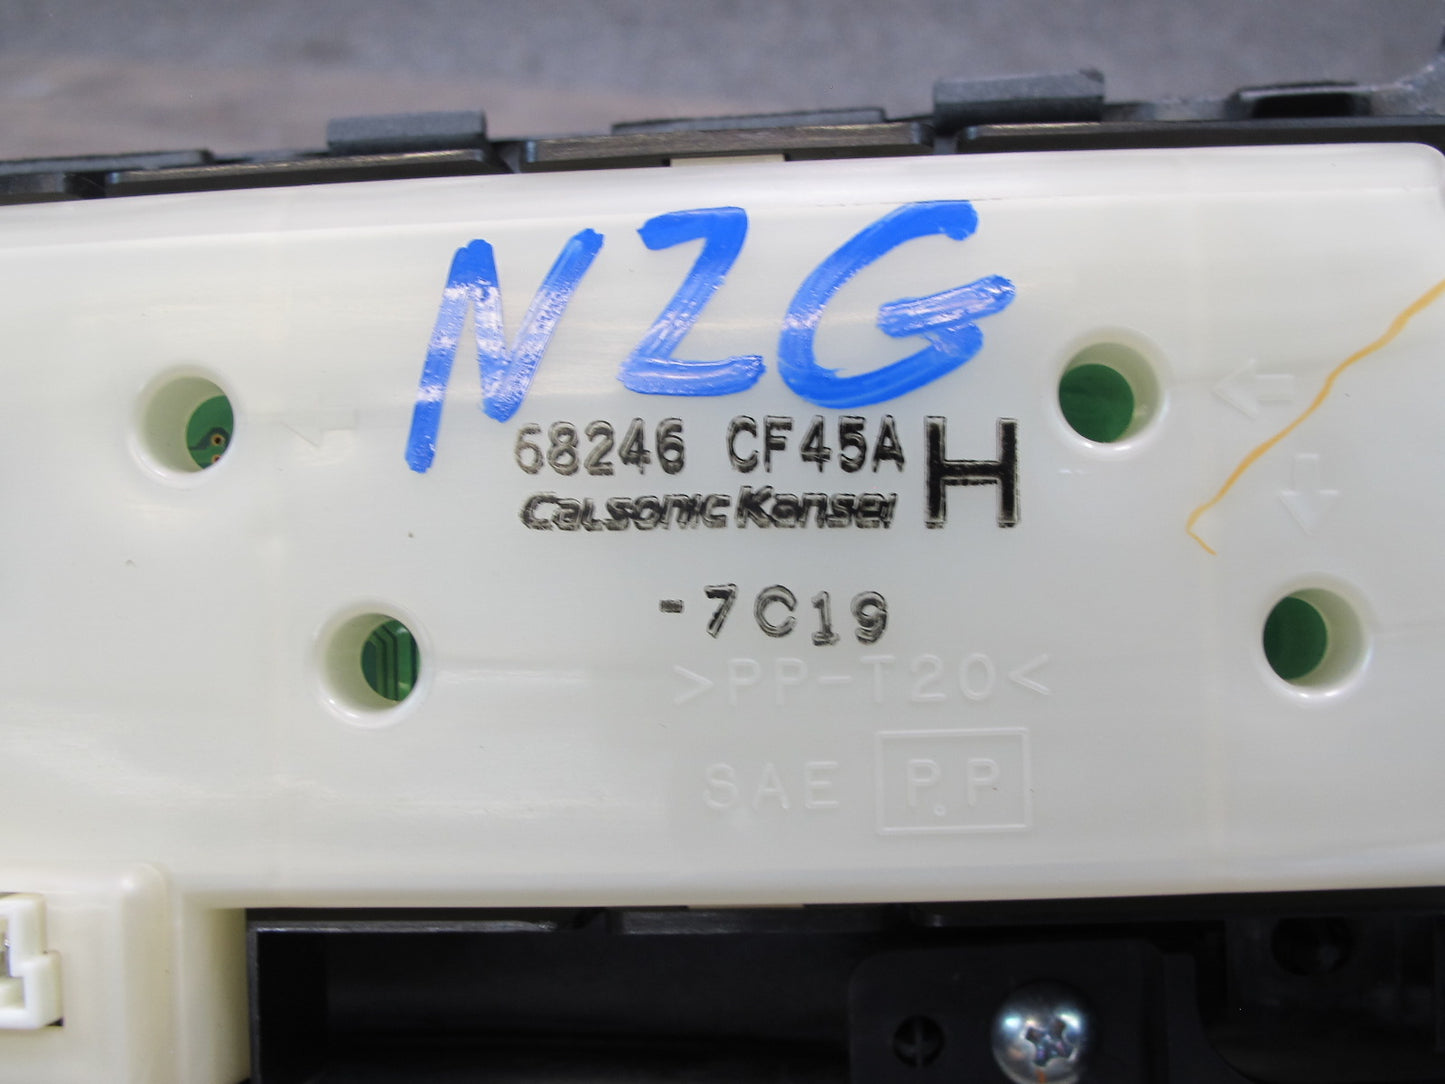 NZG
68246 CF45A H
CalsonicKansei
-7C19
>PP-T20<
SAE P.P